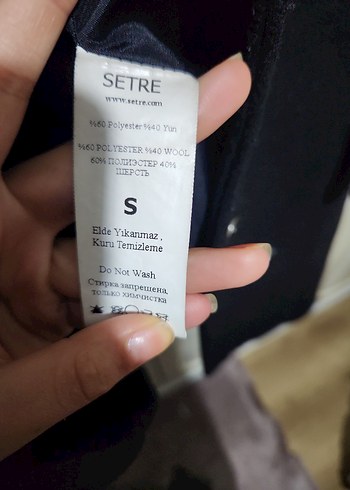 SETRE
www.setre.com
%60 Polyester %40 Yün
%60 POLYESTER %40 WOOL
60% ПОЛИЭСТЕР 40%
ШЕРСТЬ
S
Elde Yıkanmaz ,
Kuru Temizleme
Do Not Wash
Стирка запрещена,
только химчистка